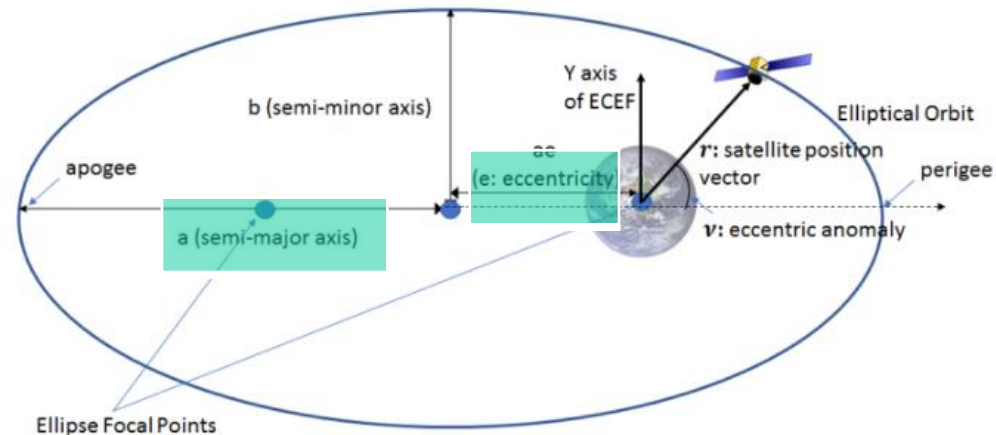 Y axis
of ECEF
b (semi-minor axis)
Elliptical Orbit
apogee
ae
(e: eccentricity
r: satellite position
vector
perigee
a (semi-major axis)
ν: eccentric anomaly
Ellipse Focal Points